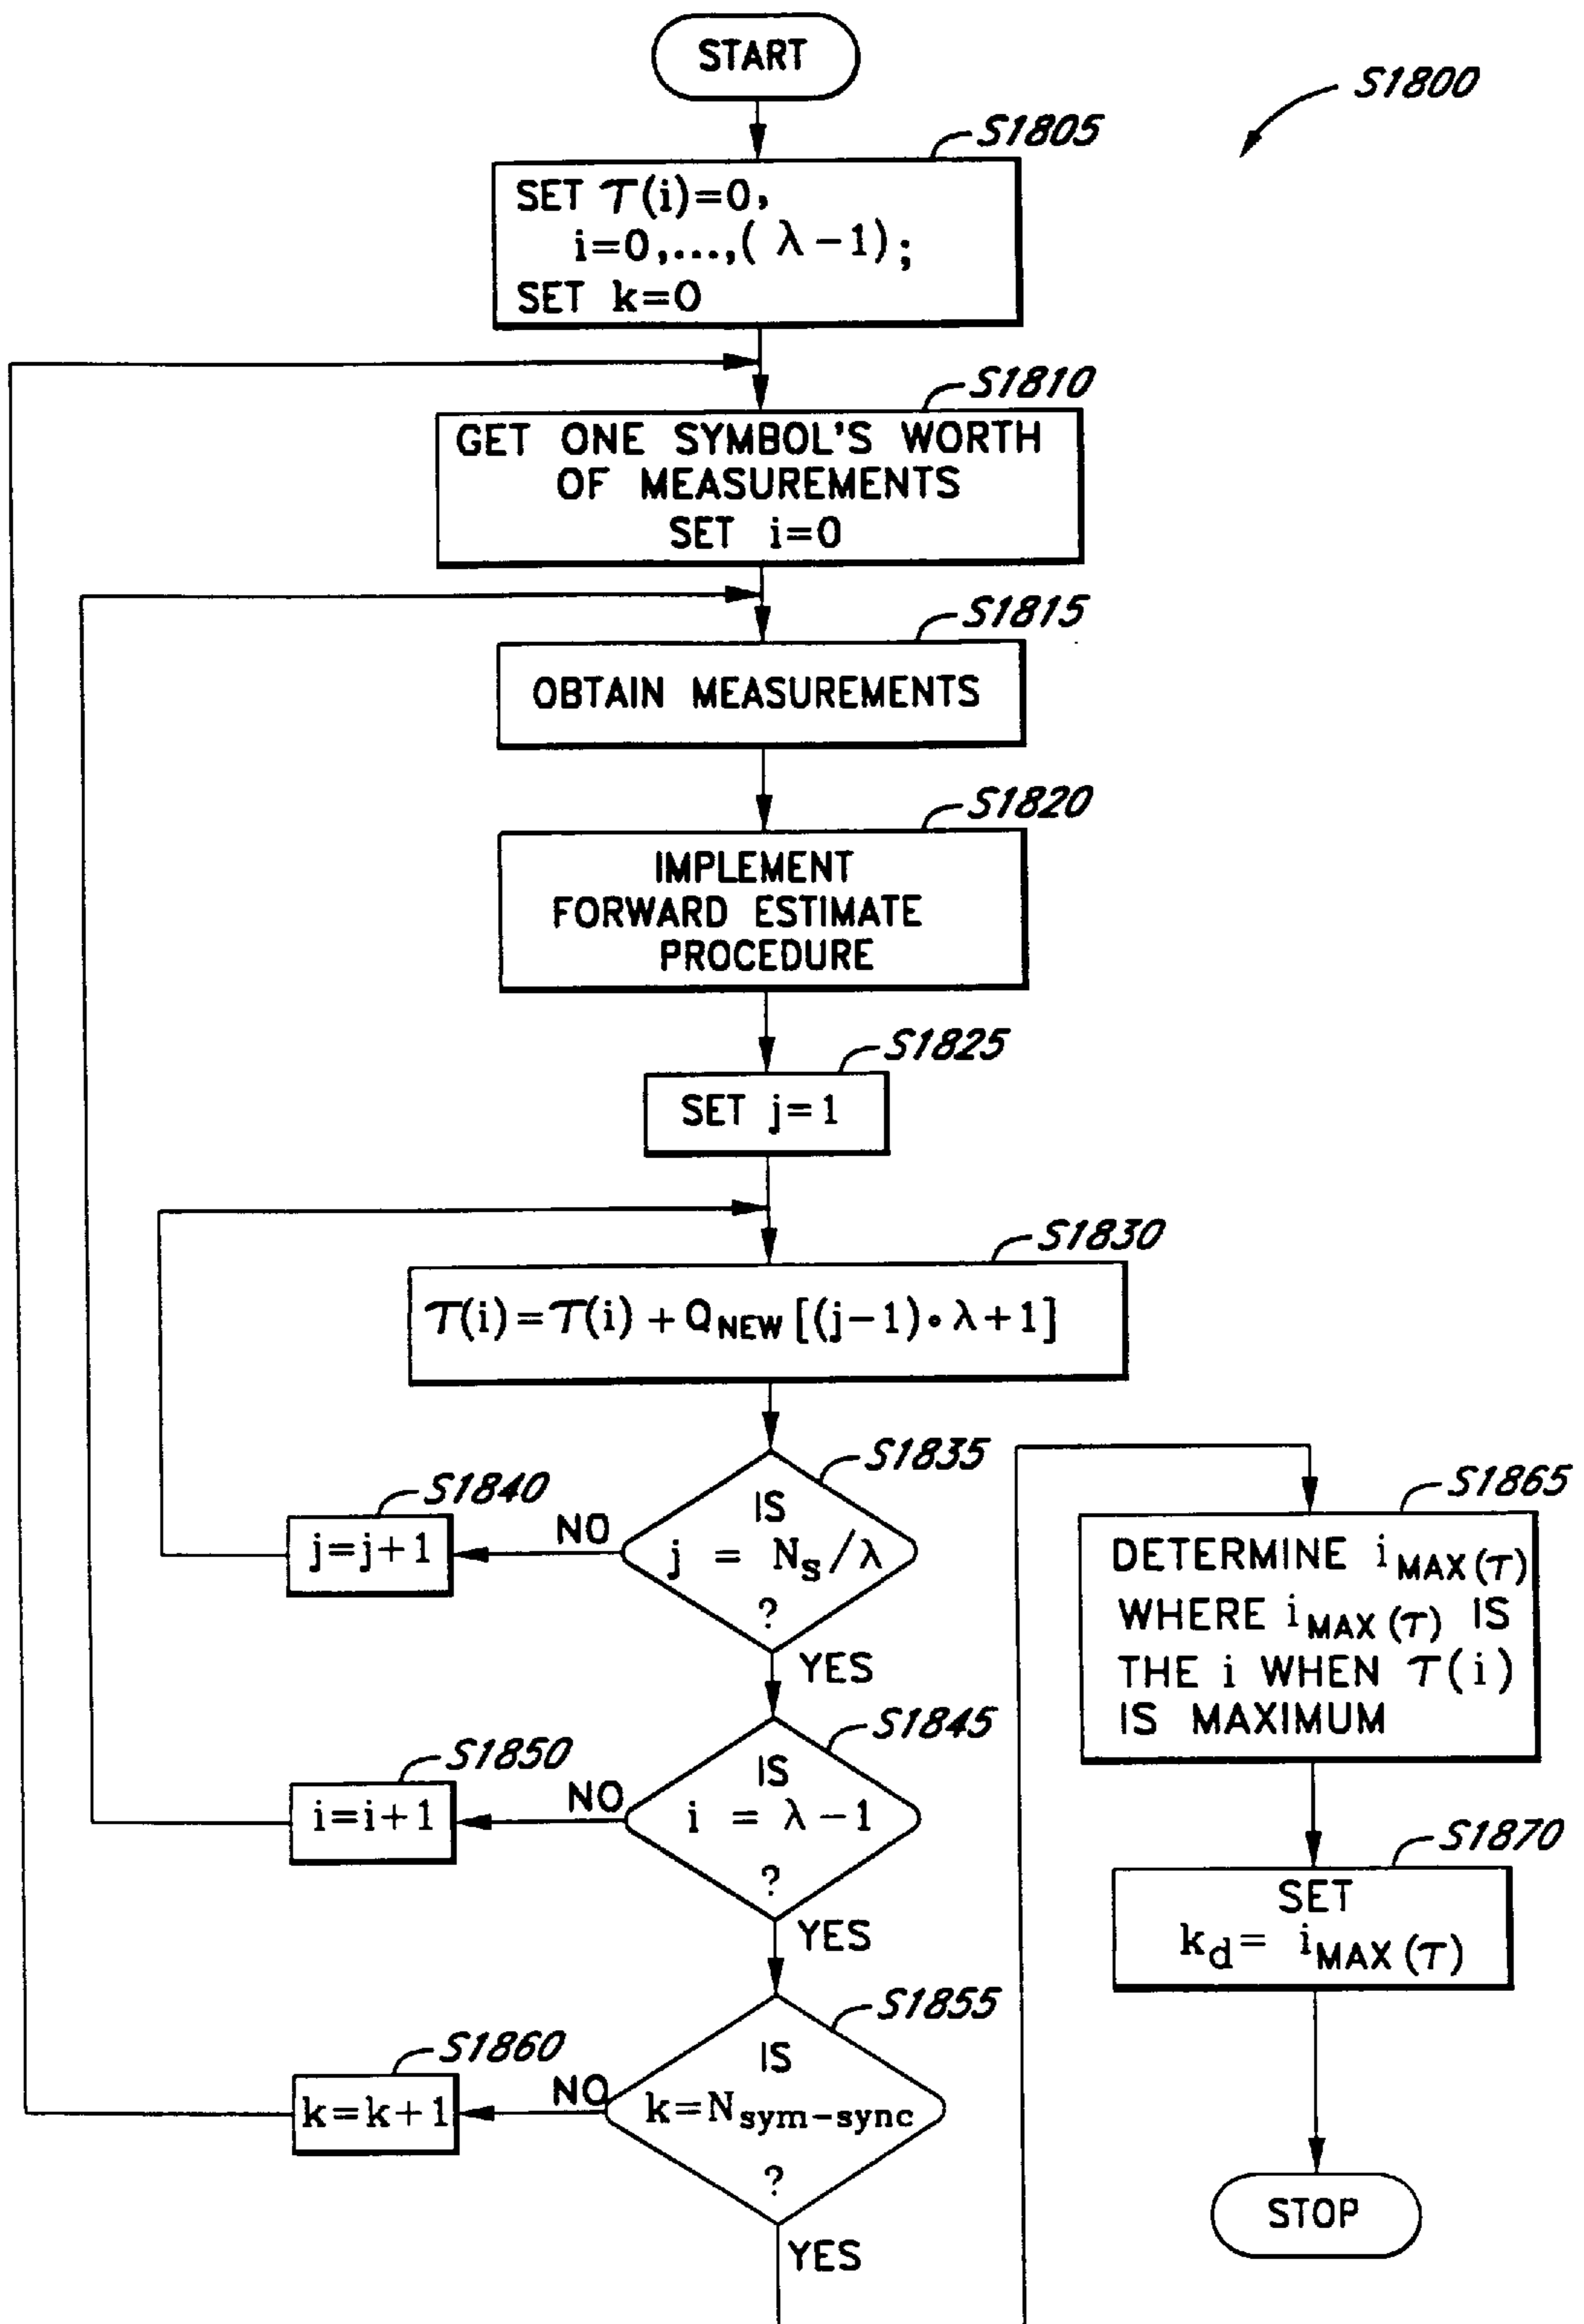 START
S1800
S1805
SET τ(i)=0,
i=0,...,( λ-1);
SET k=0
S1810
GET ONE SYMBOL'S WORTH
OF MEASUREMENTS
SET i=0
S1815
OBTAIN MEASUREMENTS
S1820
IMPLEMENT
FORWARD ESTIMATE
PROCEDURE
S1825
SET j=1
S1830
τ(i)=τ(i)+Q_NEW[(j-1)•λ+1]
S1835
IS
j = N_s/λ
?
NO
S1840
j=j+1
YES
S1845
IS
i = λ-1
?
NO
S1850
i=i+1
YES
S1855
IS
k=N_sym-sync
?
NO
S1860
k=k+1
YES
S1865
DETERMINE i_MAX(τ)
WHERE i_MAX(τ) IS
THE i WHEN τ(i)
IS MAXIMUM
S1870
SET
k_d= i_MAX(τ)
STOP